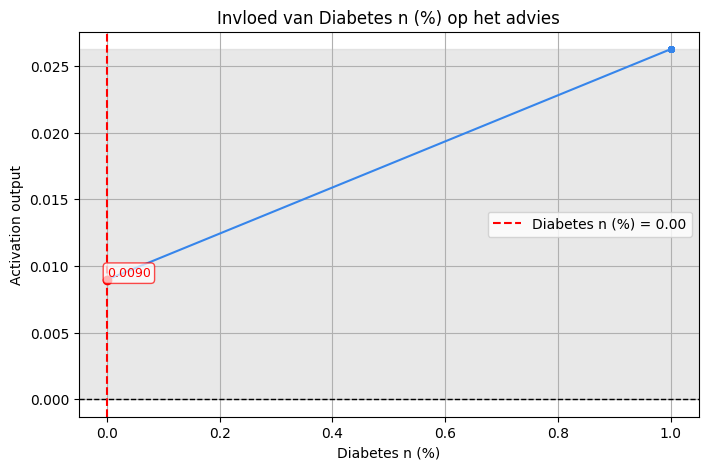 Invloed van Diabetes n (%) op het advies
Activation output
0.025
0.020
0.015
0.010
0.005
0.000
0.0090
Diabetes n (%) = 0.00
0.0 0.2 0.4 0.6 0.8 1.0
Diabetes n (%)